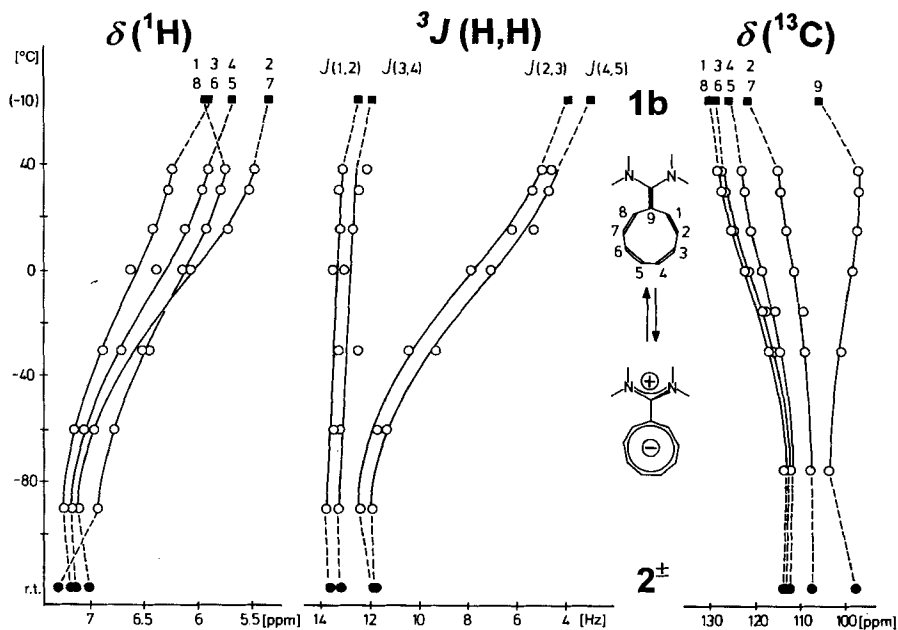 δ(¹H)
³J (H,H)
δ(¹³C)
[°C]
1 3 4 2
8 6 5 7
J(1,2) J(3,4) J(2,3) J(4,5)
1 3 4 2 9
8 6 5 7
(-10)
1b
40
0
-40
-80
r.t.
N N
8 9 1
7 2
6 3
5 4
N + N
−
2±
7 6.5 6 5.5 [ppm]
14 12 10 8 6 4 [Hz]
130 120 110 100 [ppm]